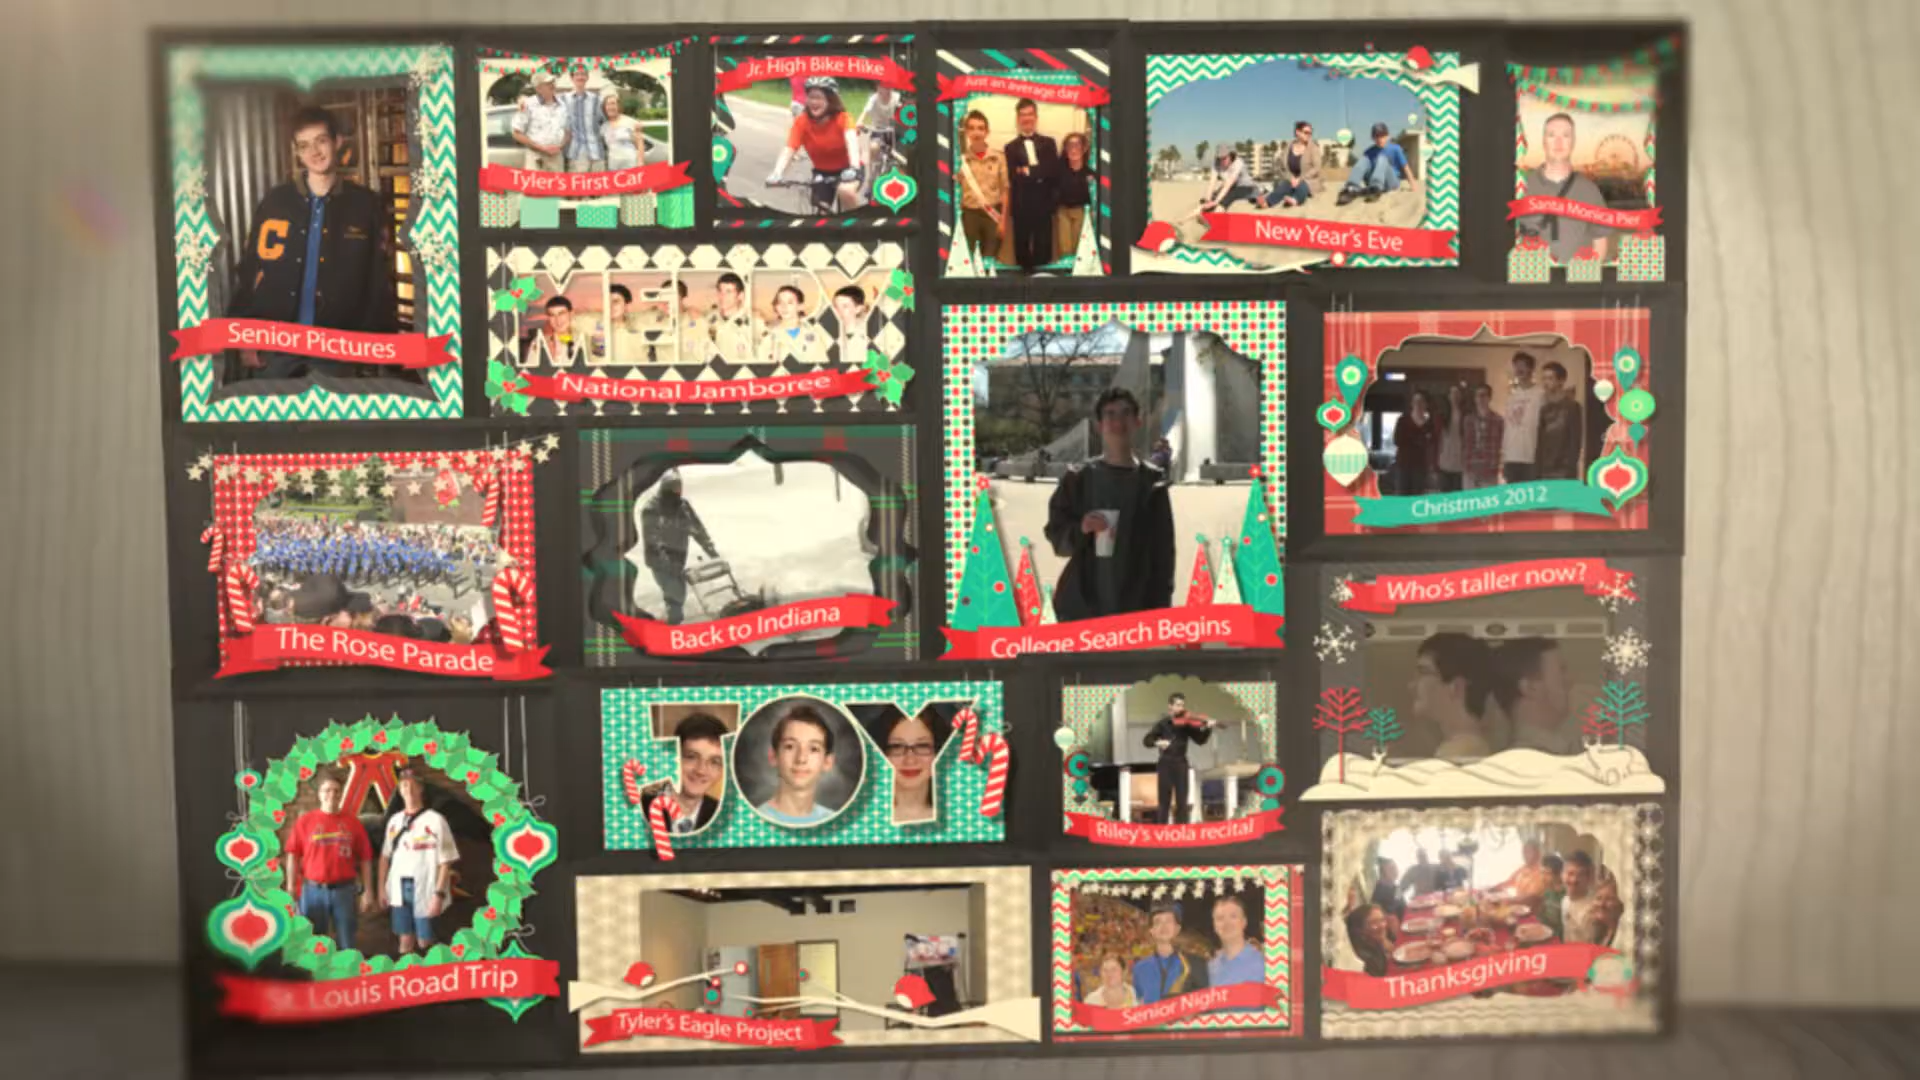 Senior Pictures
Tyler's First Car
Jr. High Bike Hike
Just an average day
New Year's Eve
Santa Monica Pier
C
MERRY
National Jamboree
College Search Begins
Christmas 2012
The Rose Parade
Back to Indiana
Who's taller now?
St. Louis Road Trip
JOY
Riley's viola recital
Tyler's Eagle Project
Senior Night
Thanksgiving